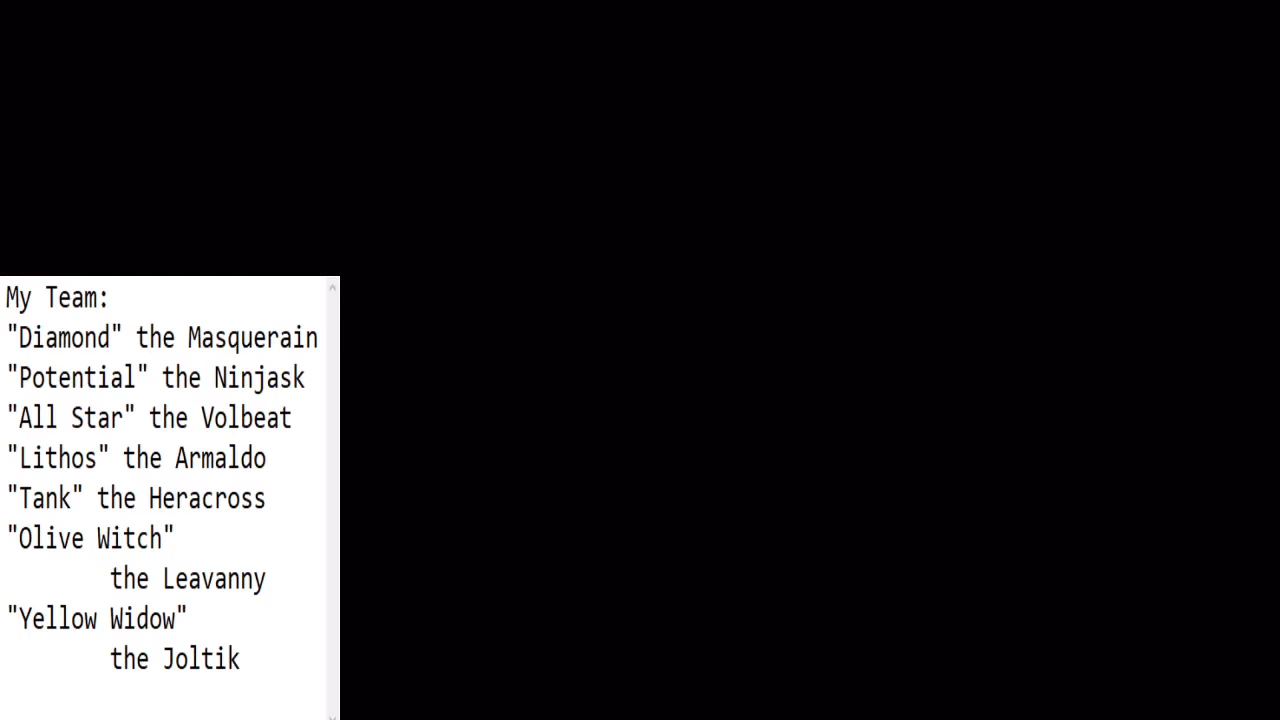 My Team:
"Diamond" the Masquerain
"Potential" the Ninjask
"All Star" the Volbeat
"Lithos" the Armaldo
"Tank" the Heracross
"Olive Witch"
the Leavanny
"Yellow Widow"
the Joltik